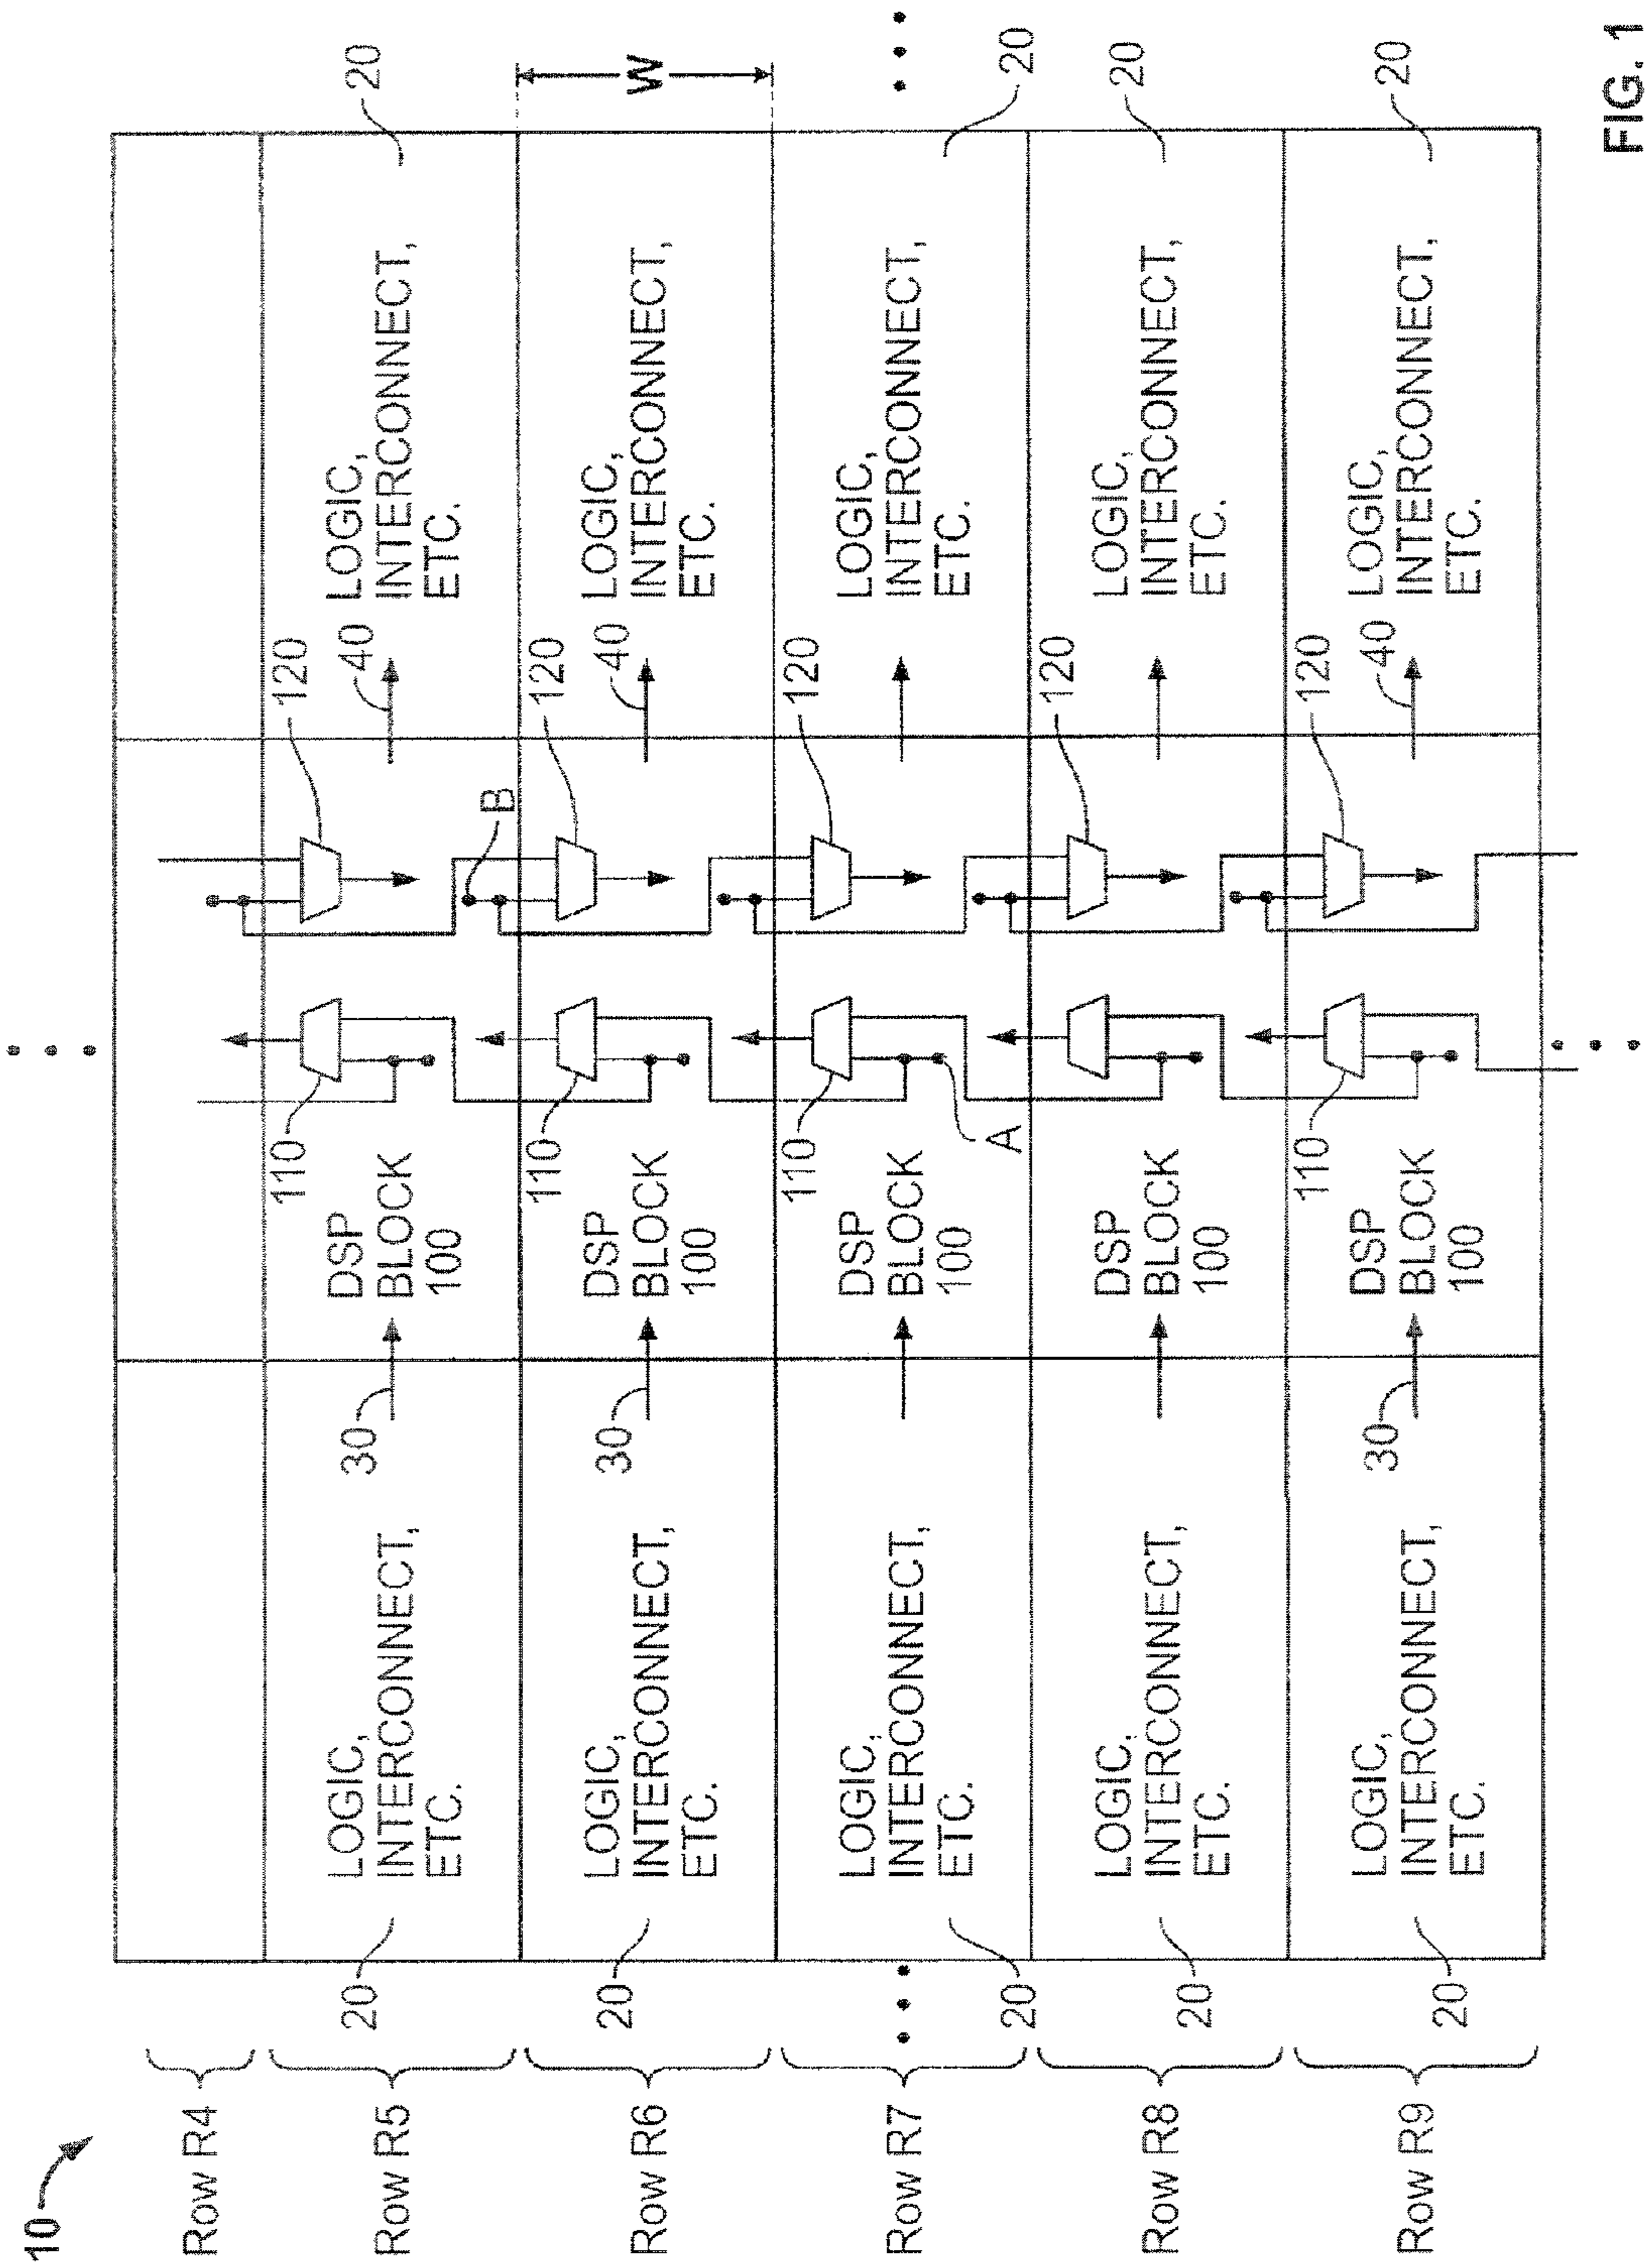 10
Row R4
Row R5
20
LOGIC,
INTERCONNECT,
ETC.
30
DSP
BLOCK
100
110
120
40
LOGIC,
INTERCONNECT,
ETC.
20
Row R6
20
LOGIC,
INTERCONNECT,
ETC.
30
DSP
BLOCK
100
110
B
120
40
LOGIC,
INTERCONNECT,
ETC.
W
Row R7
20
LOGIC,
INTERCONNECT,
ETC.
DSP
BLOCK
100
110
A
120
LOGIC,
INTERCONNECT,
ETC.
20
Row R8
20
LOGIC,
INTERCONNECT,
ETC.
DSP
BLOCK
100
120
LOGIC,
INTERCONNECT,
ETC.
20
Row R9
20
LOGIC,
INTERCONNECT,
ETC.
30
DSP
BLOCK
100
110
120
40
LOGIC,
INTERCONNECT,
ETC.
20
FIG. 1